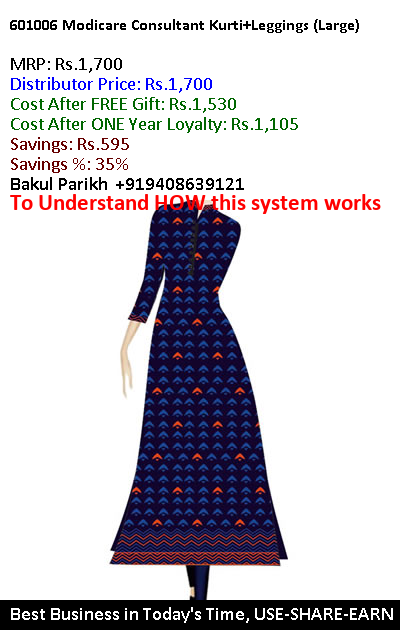 601006 Modicare Consultant Kurti+Leggings (Large)
MRP: Rs.1,700
Distributor Price: Rs.1,700
Cost After FREE Gift: Rs.1,530
Cost After ONE Year Loyalty: Rs.1,105
Savings: Rs.595
Savings %: 35%
Bakul Parikh +919408639121
To Understand HOW this system works
Best Business in Today's Time, USE-SHARE-EARN